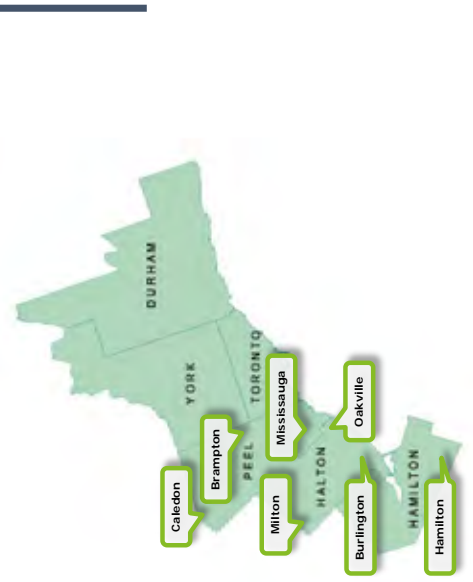 DURHAM
YORK
TORONTO
PEEL
HALTON
HAMILTON
Caledon
Brampton
Mississauga
Milton
Oakville
Burlington
Hamilton